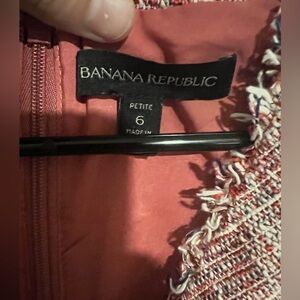 BANANA REPUBLIC
PETITE
6
MADE IN